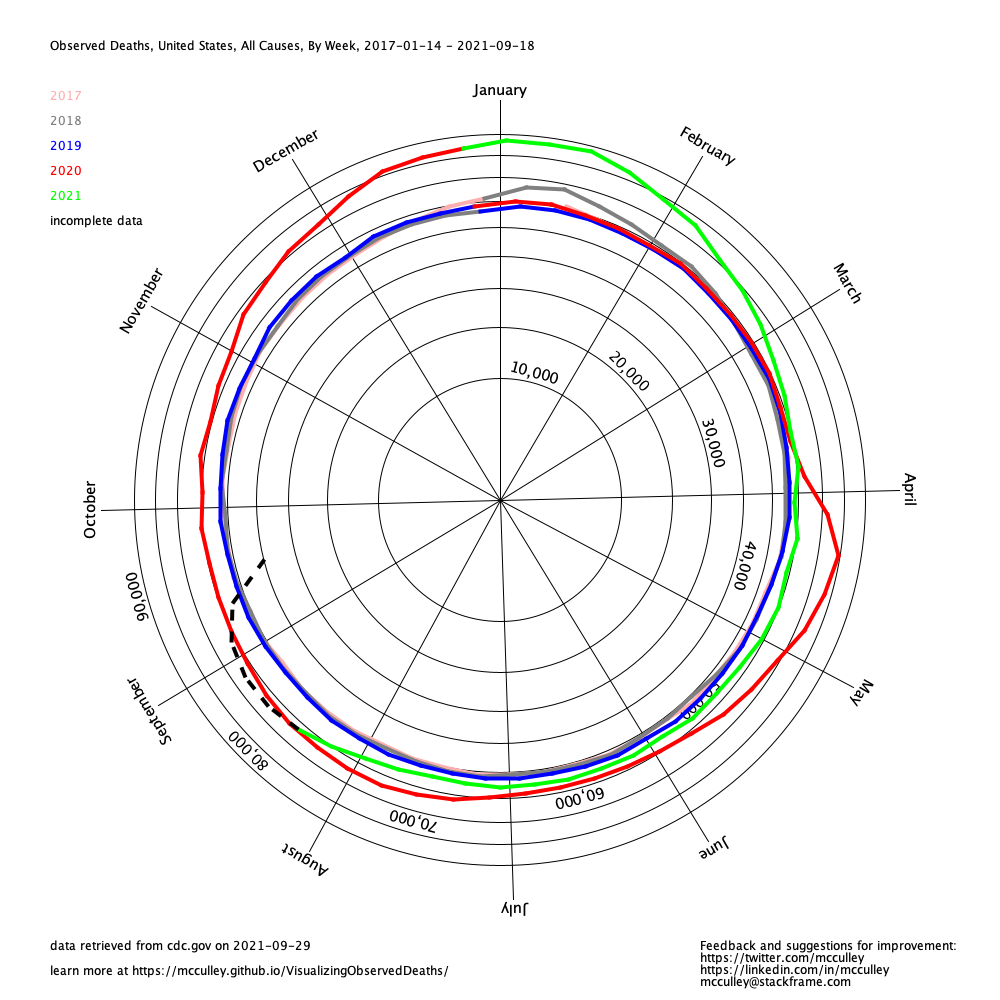 Observed Deaths, United States, All Causes, By Week, 2017-01-14 - 2021-09-18
2017
2018
2019
2020
2021
incomplete data
January
February
March
April
May
June
July
August
September
October
November
December
10,000
20,000
30,000
40,000
60,000
70,000
80,000
90,000
data retrieved from cdc.gov on 2021-09-29
learn more at https://mcculley.github.io/VisualizingObservedDeaths/
Feedback and suggestions for improvement:
https://twitter.com/mcculley
https://linkedin.com/in/mcculley
mcculley@stackframe.com